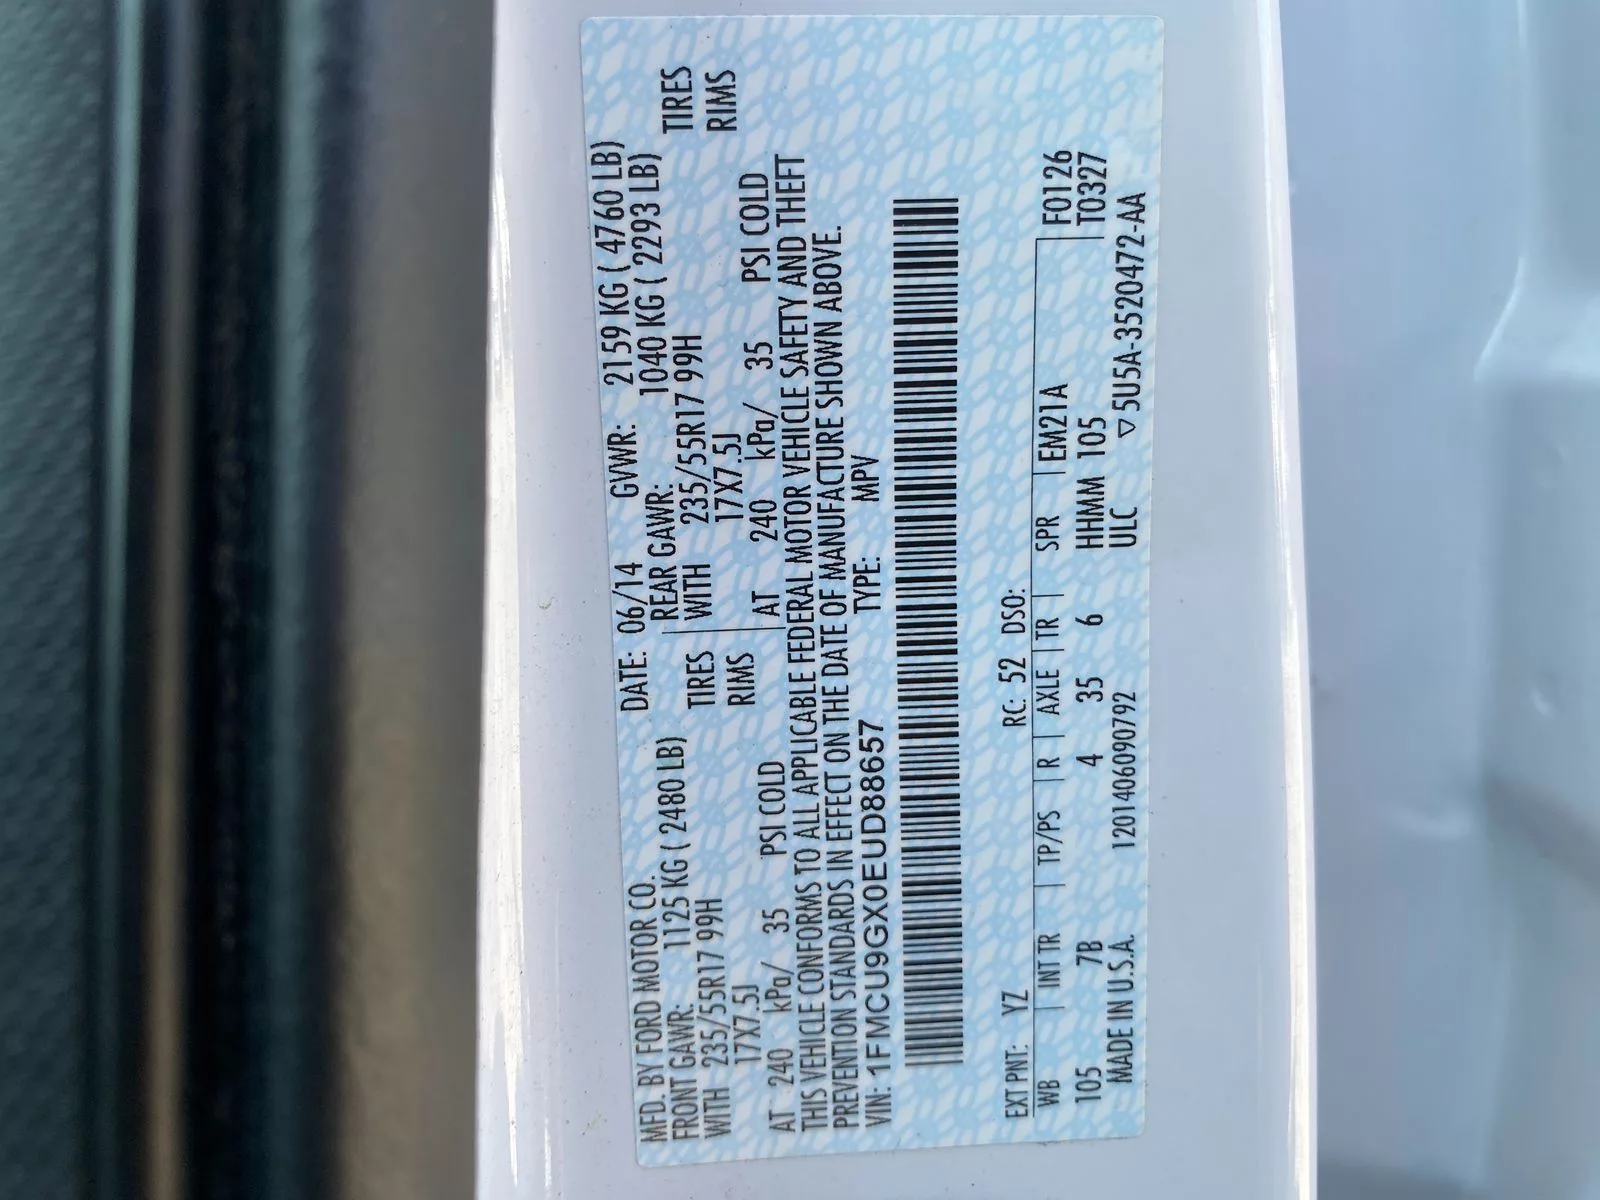 MFD. BY FORD MOTOR CO. DATE: 06/14 GVWR: 2159 KG ( 4760 LB)
FRONT GAWR: 1125 KG ( 2480 LB) REAR GAWR: 1040 KG ( 2293 LB)
WITH 235/55R17 99H TIRES WITH 235/55R17 99H TIRES
17X7.5J RIMS 17X7.5J RIMS
AT 240 kPa/ 35 PSI COLD AT 240 kPa/ 35 PSI COLD
THIS VEHICLE CONFORMS TO ALL APPLICABLE FEDERAL MOTOR VEHICLE SAFETY AND THEFT
PREVENTION STANDARDS IN EFFECT ON THE DATE OF MANUFACTURE SHOWN ABOVE.
VIN: 1FMCU9GX0EUD88657 TYPE: MPV
EXT PNT: YZ RC: 52 DSO:
WB INT TR TP/PS R AXLE TR SPR EM21A F0126
105 7B 4 35 6 HHMM 105 T0327
MADE IN U.S.A. 1201406090792 ULC ▽5U5A-3520472-AA